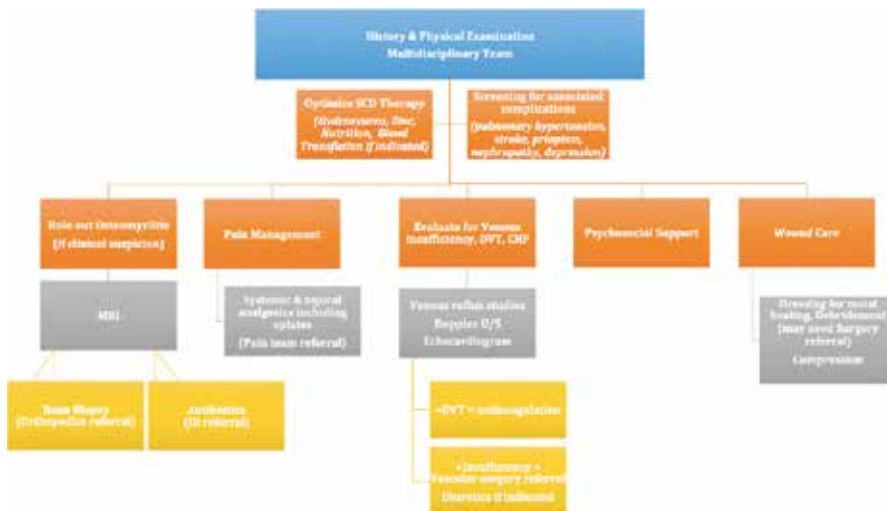 History & Physical Examination
Multidisciplinary Team
Optimize SCD Therapy
(Hydroxyurea, Zinc,
Nutrition, Blood
Transfusion if indicated)
Screening for associated
complications
(pulmonary hypertension,
stroke, priapism,
nephropathy, depression)
Rule out Osteomyelitis
(if clinical suspicion)
Pain Management
Evaluate for Venous
insufficiency, DVT, CHF
Psychosocial Support
Wound Care
MRI
Systemic & topical
analgesics including
opiates
(Pain team referral)
Venous reflux studies
Doppler U/S
Echocardiogram
Dressing for moist
healing, Debridement
(may need Surgery
referral)
Compression
Bone Biopsy
(Orthopedics referral)
Antibiotics
(ID referral)
+DVT = anticoagulation
+Insufficiency =
Vascular surgery referral
Diuretics if indicated